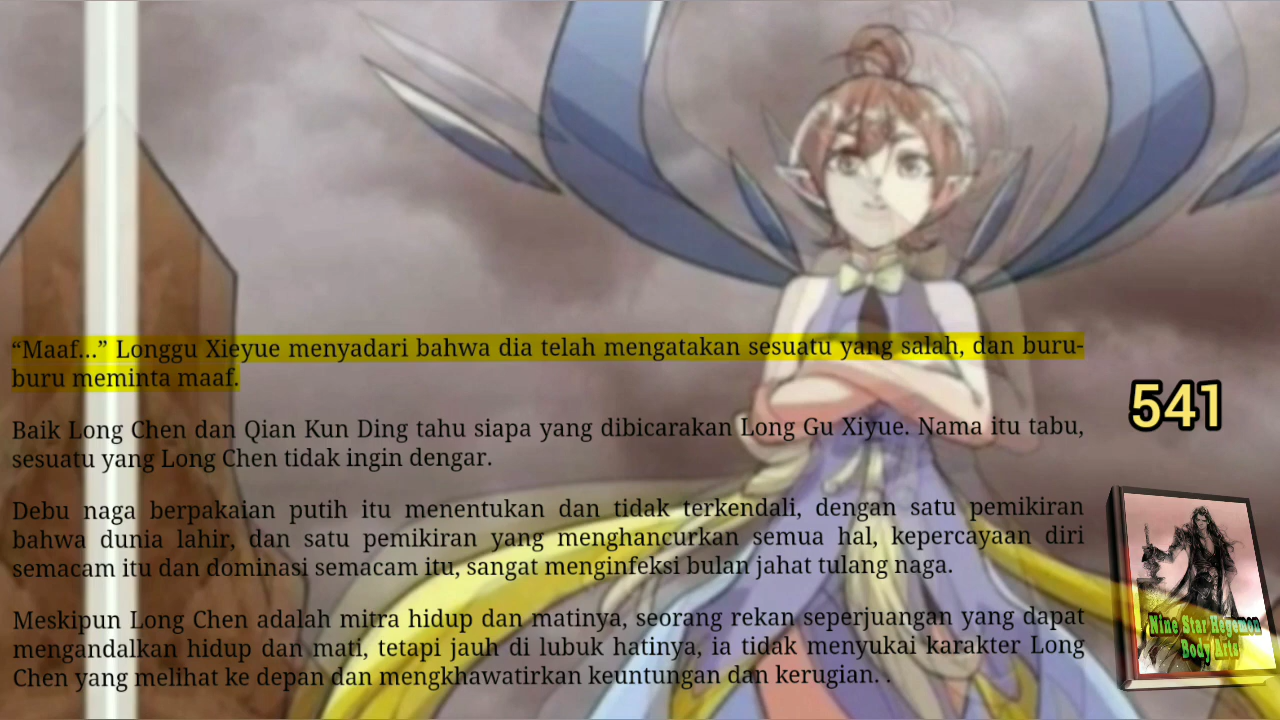 “Maaf...” Longgu Xieyue menyadari bahwa dia telah mengatakan sesuatu yang salah, dan buru-
buru meminta maaf.
Baik Long Chen dan Qian Kun Ding tahu siapa yang dibicarakan Long Gu Xiyue. Nama itu tabu,
sesuatu yang Long Chen tidak ingin dengar.
Debu naga berpakaian putih itu menentukan dan tidak terkendali, dengan satu pemikiran
bahwa dunia lahir, dan satu pemikiran yang menghancurkan semua hal, kepercayaan diri
semacam itu dan dominasi semacam itu, sangat menginfeksi bulan jahat tulang naga.
Meskipun Long Chen adalah mitra hidup dan matinya, seorang rekan seperjuangan yang dapat
mengandalkan hidup dan mati, tetapi jauh di lubuk hatinya, ia tidak menyukai karakter Long
Chen yang melihat ke depan dan mengkhawatirkan keuntungan dan kerugian. .
541
Nine Star Hegemon
Body Arts